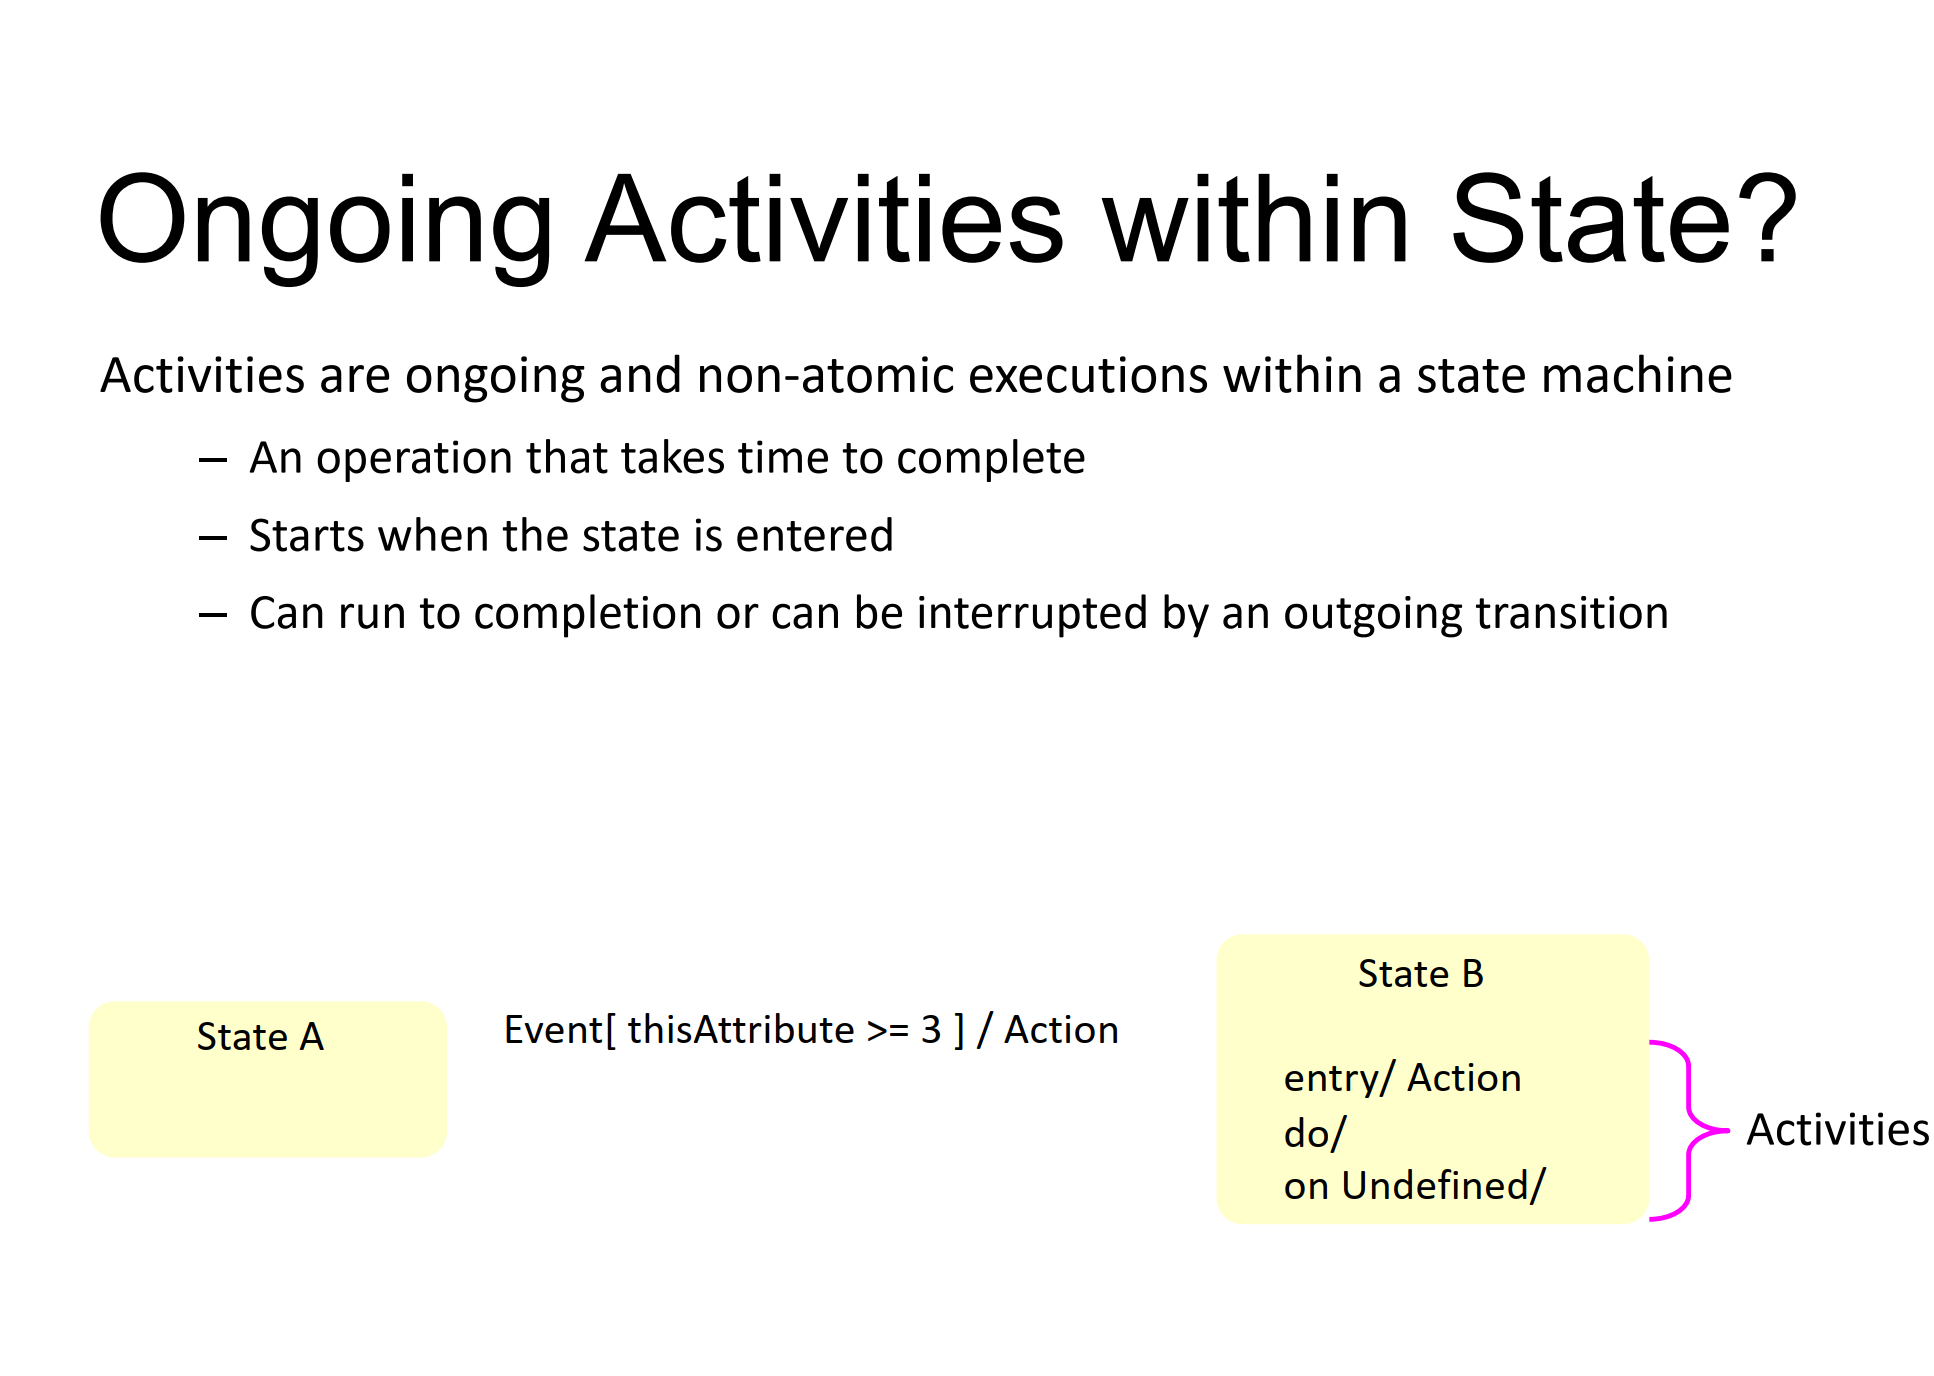 Ongoing Activities within State?
Activities are ongoing and non-atomic executions within a state machine
– An operation that takes time to complete
– Starts when the state is entered
– Can run to completion or can be interrupted by an outgoing transition
State A
Event[ thisAttribute >= 3 ] / Action
State B
entry/ Action
do/
on Undefined/
Activities